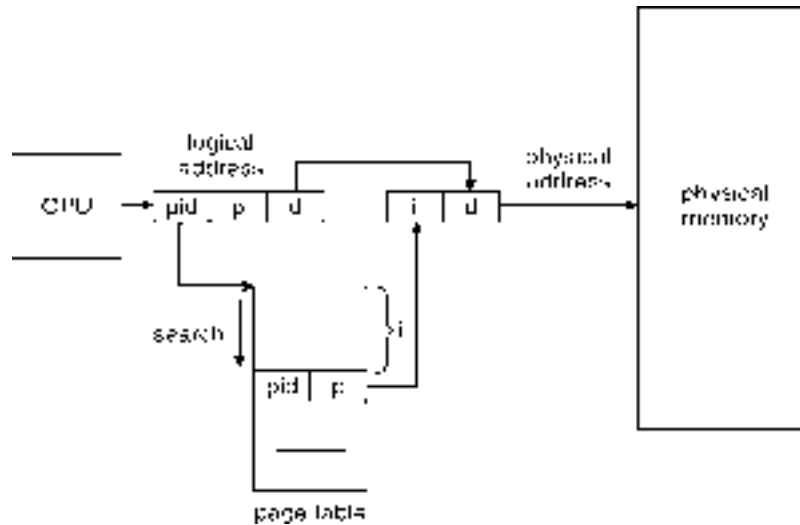 logical
address
physical
address
CPU
pid p d
i d
physical
memory
search
i
pid p
page table